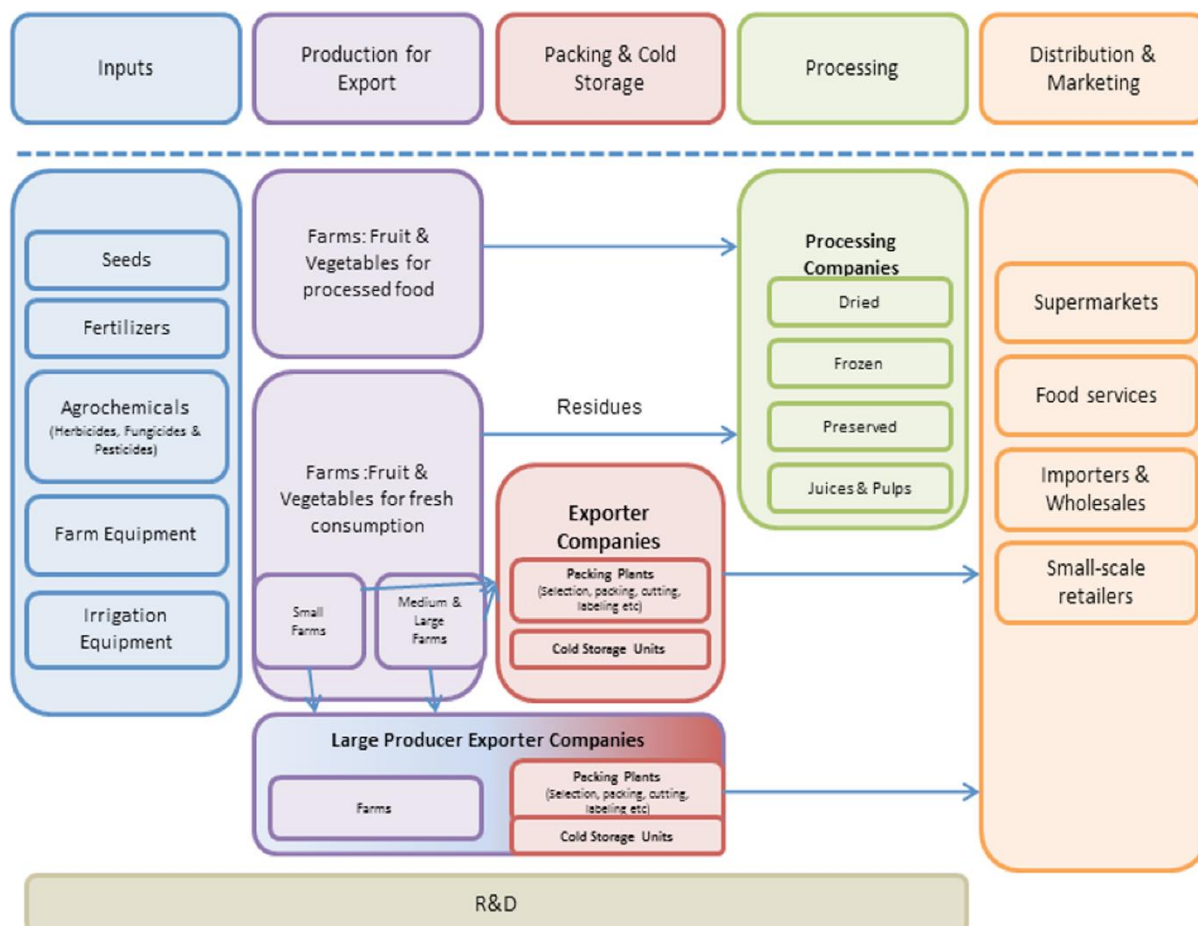 Inputs
Production for
Export
Packing & Cold
Storage
Processing
Distribution &
Marketing
Seeds
Fertilizers
Agrochemicals
(Herbicides, Fungicides &
Pesticides)
Farm Equipment
Irrigation
Equipment
Farms: Fruit &
Vegetables for
processed food
Farms :Fruit &
Vegetables for fresh
consumption
Small
Farms
Medium &
Large
Farms
Residues
Exporter
Companies
Packing Plants
(Selection, packing, cutting,
labeling etc)
Cold Storage Units
Large Producer Exporter Companies
Farms
Packing Plants
(Selection, packing, cutting,
labeling etc)
Cold Storage Units
Processing
Companies
Dried
Frozen
Preserved
Juices & Pulps
Supermarkets
Food services
Importers &
Wholesales
Small-scale
retailers
R&D